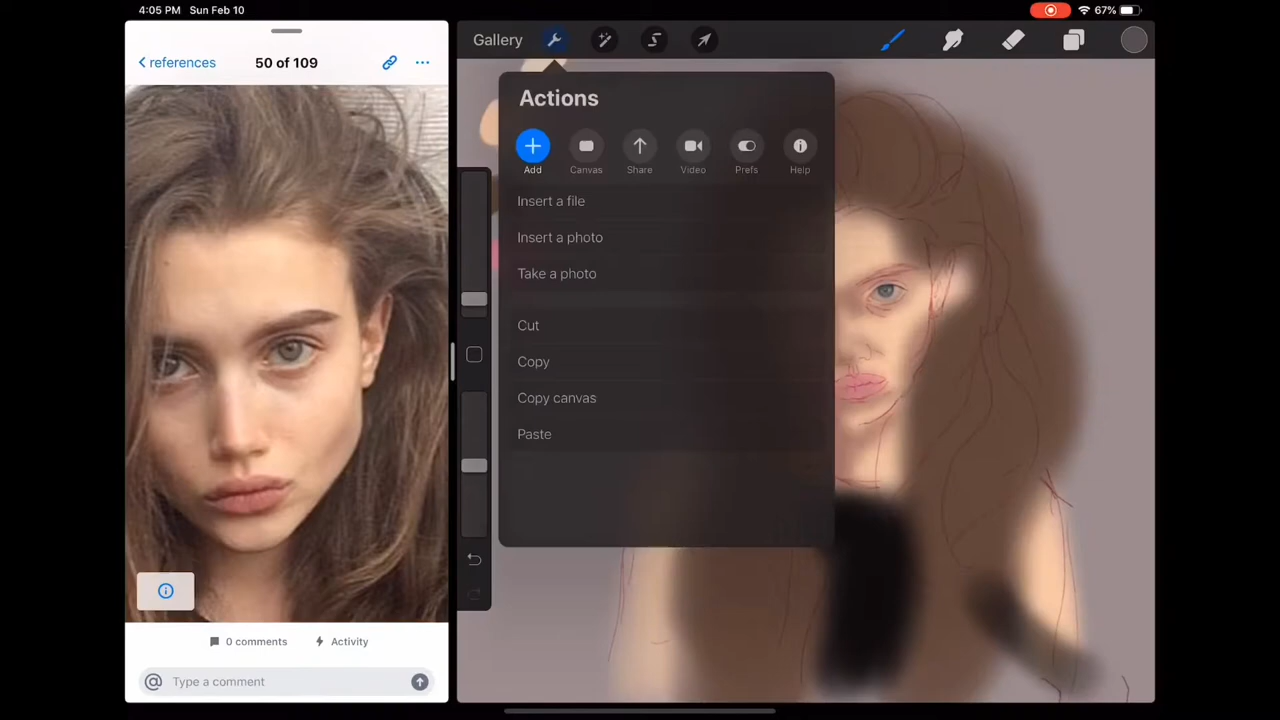 4:05 PM Sun Feb 10
67%
references
50 of 109
0 comments
Activity
Type a comment
Gallery
Actions
Add
Canvas
Share
Video
Prefs
Help
Insert a file
Insert a photo
Take a photo
Cut
Copy
Copy canvas
Paste